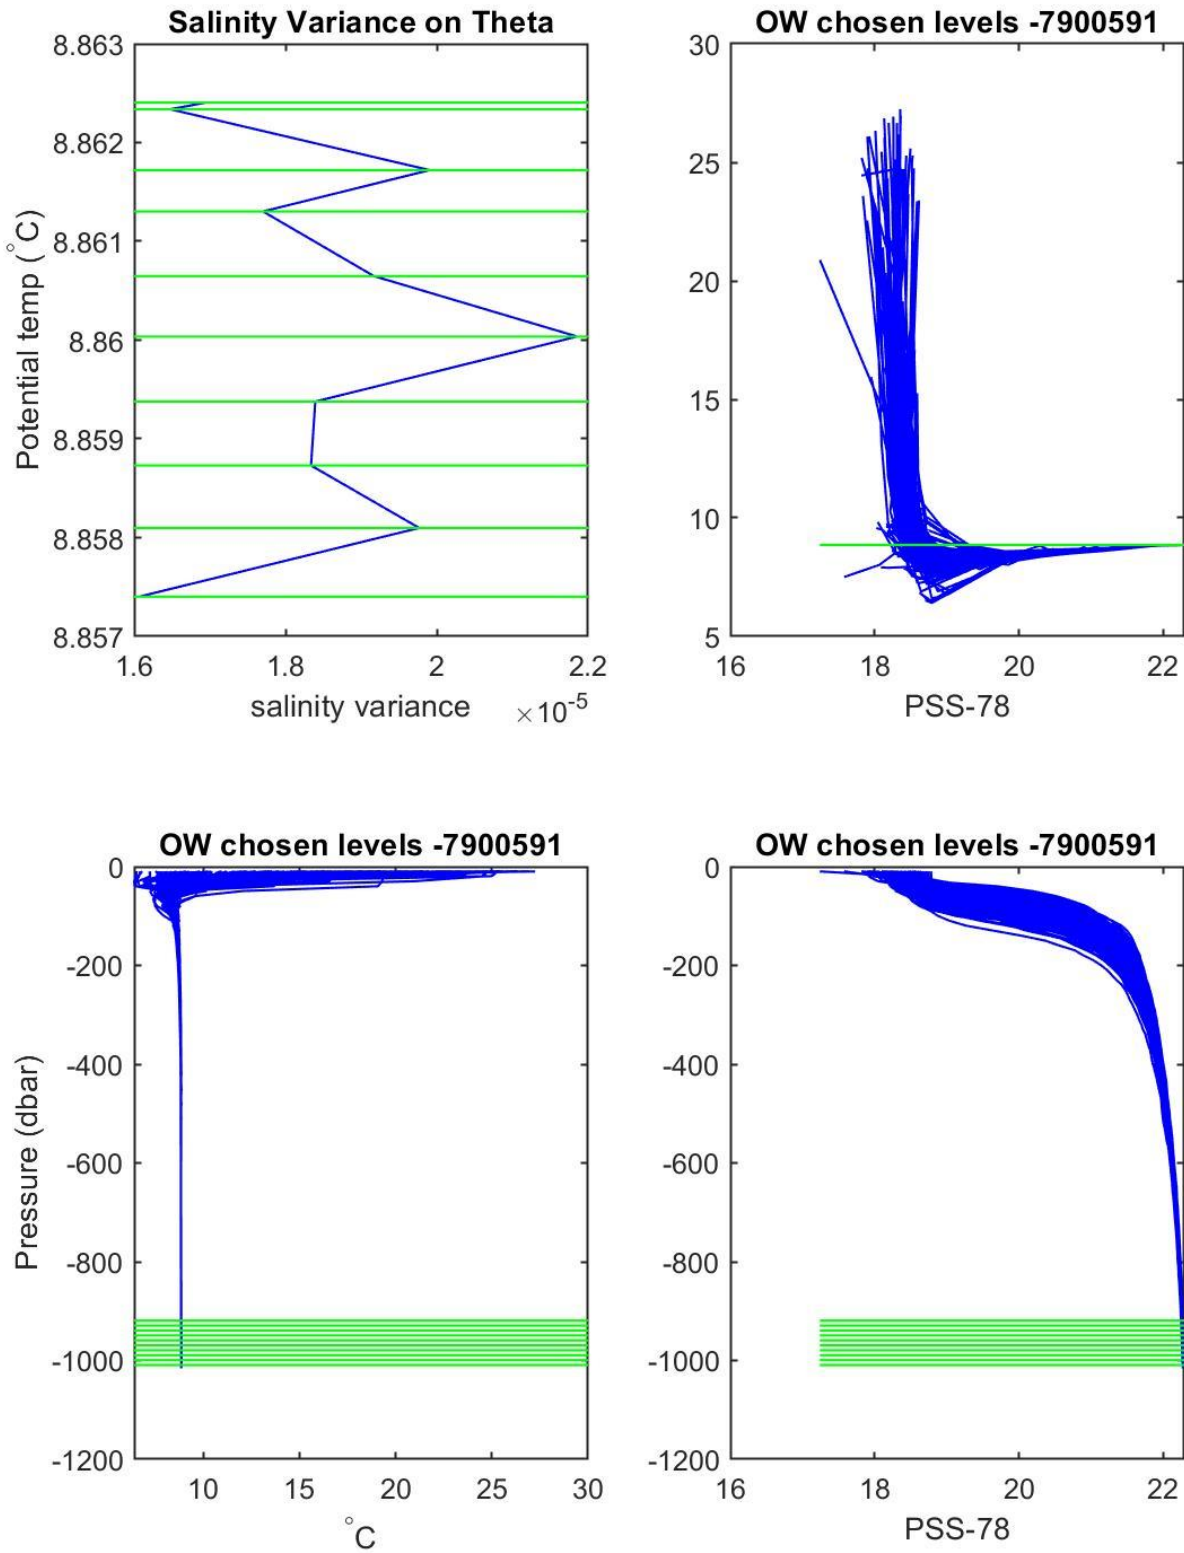 Salinity Variance on Theta
8.863
8.862
8.861
8.86
8.859
8.858
8.857
Potential temp (°C)
1.6 1.8 2 2.2
salinity variance ×10-5
OW chosen levels -7900591
30
25
20
15
10
5
16 18 20 22
PSS-78
OW chosen levels -7900591
0
-200
-400
-600
-800
-1000
-1200
Pressure (dbar)
10 15 20 25 30
°C
OW chosen levels -7900591
0
-200
-400
-600
-800
-1000
-1200
16 18 20 22
PSS-78